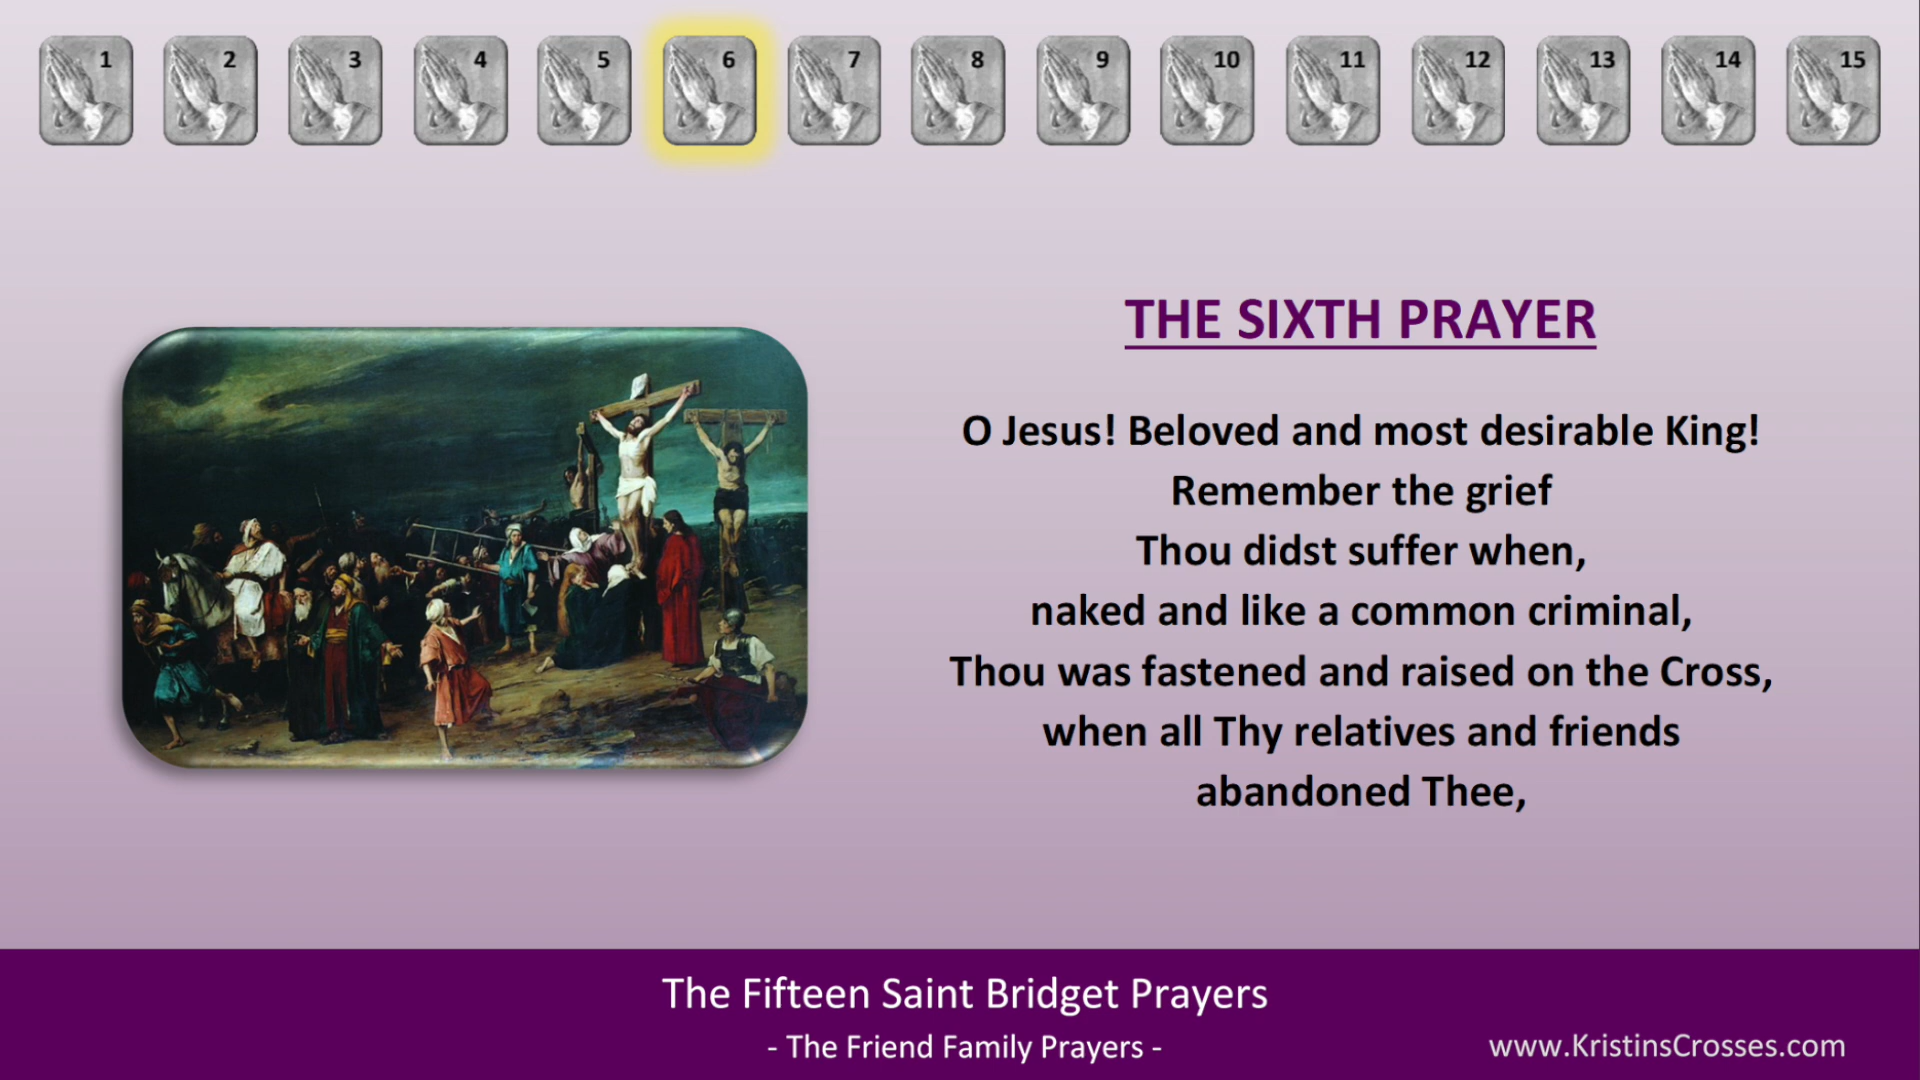 1 2 3 4 5 6 7 8 9 10 11 12 13 14 15
THE SIXTH PRAYER
O Jesus! Beloved and most desirable King!
Remember the grief
Thou didst suffer when,
naked and like a common criminal,
Thou was fastened and raised on the Cross,
when all Thy relatives and friends
abandoned Thee,
The Fifteen Saint Bridget Prayers
- The Friend Family Prayers -
www.KristinsCrosses.com